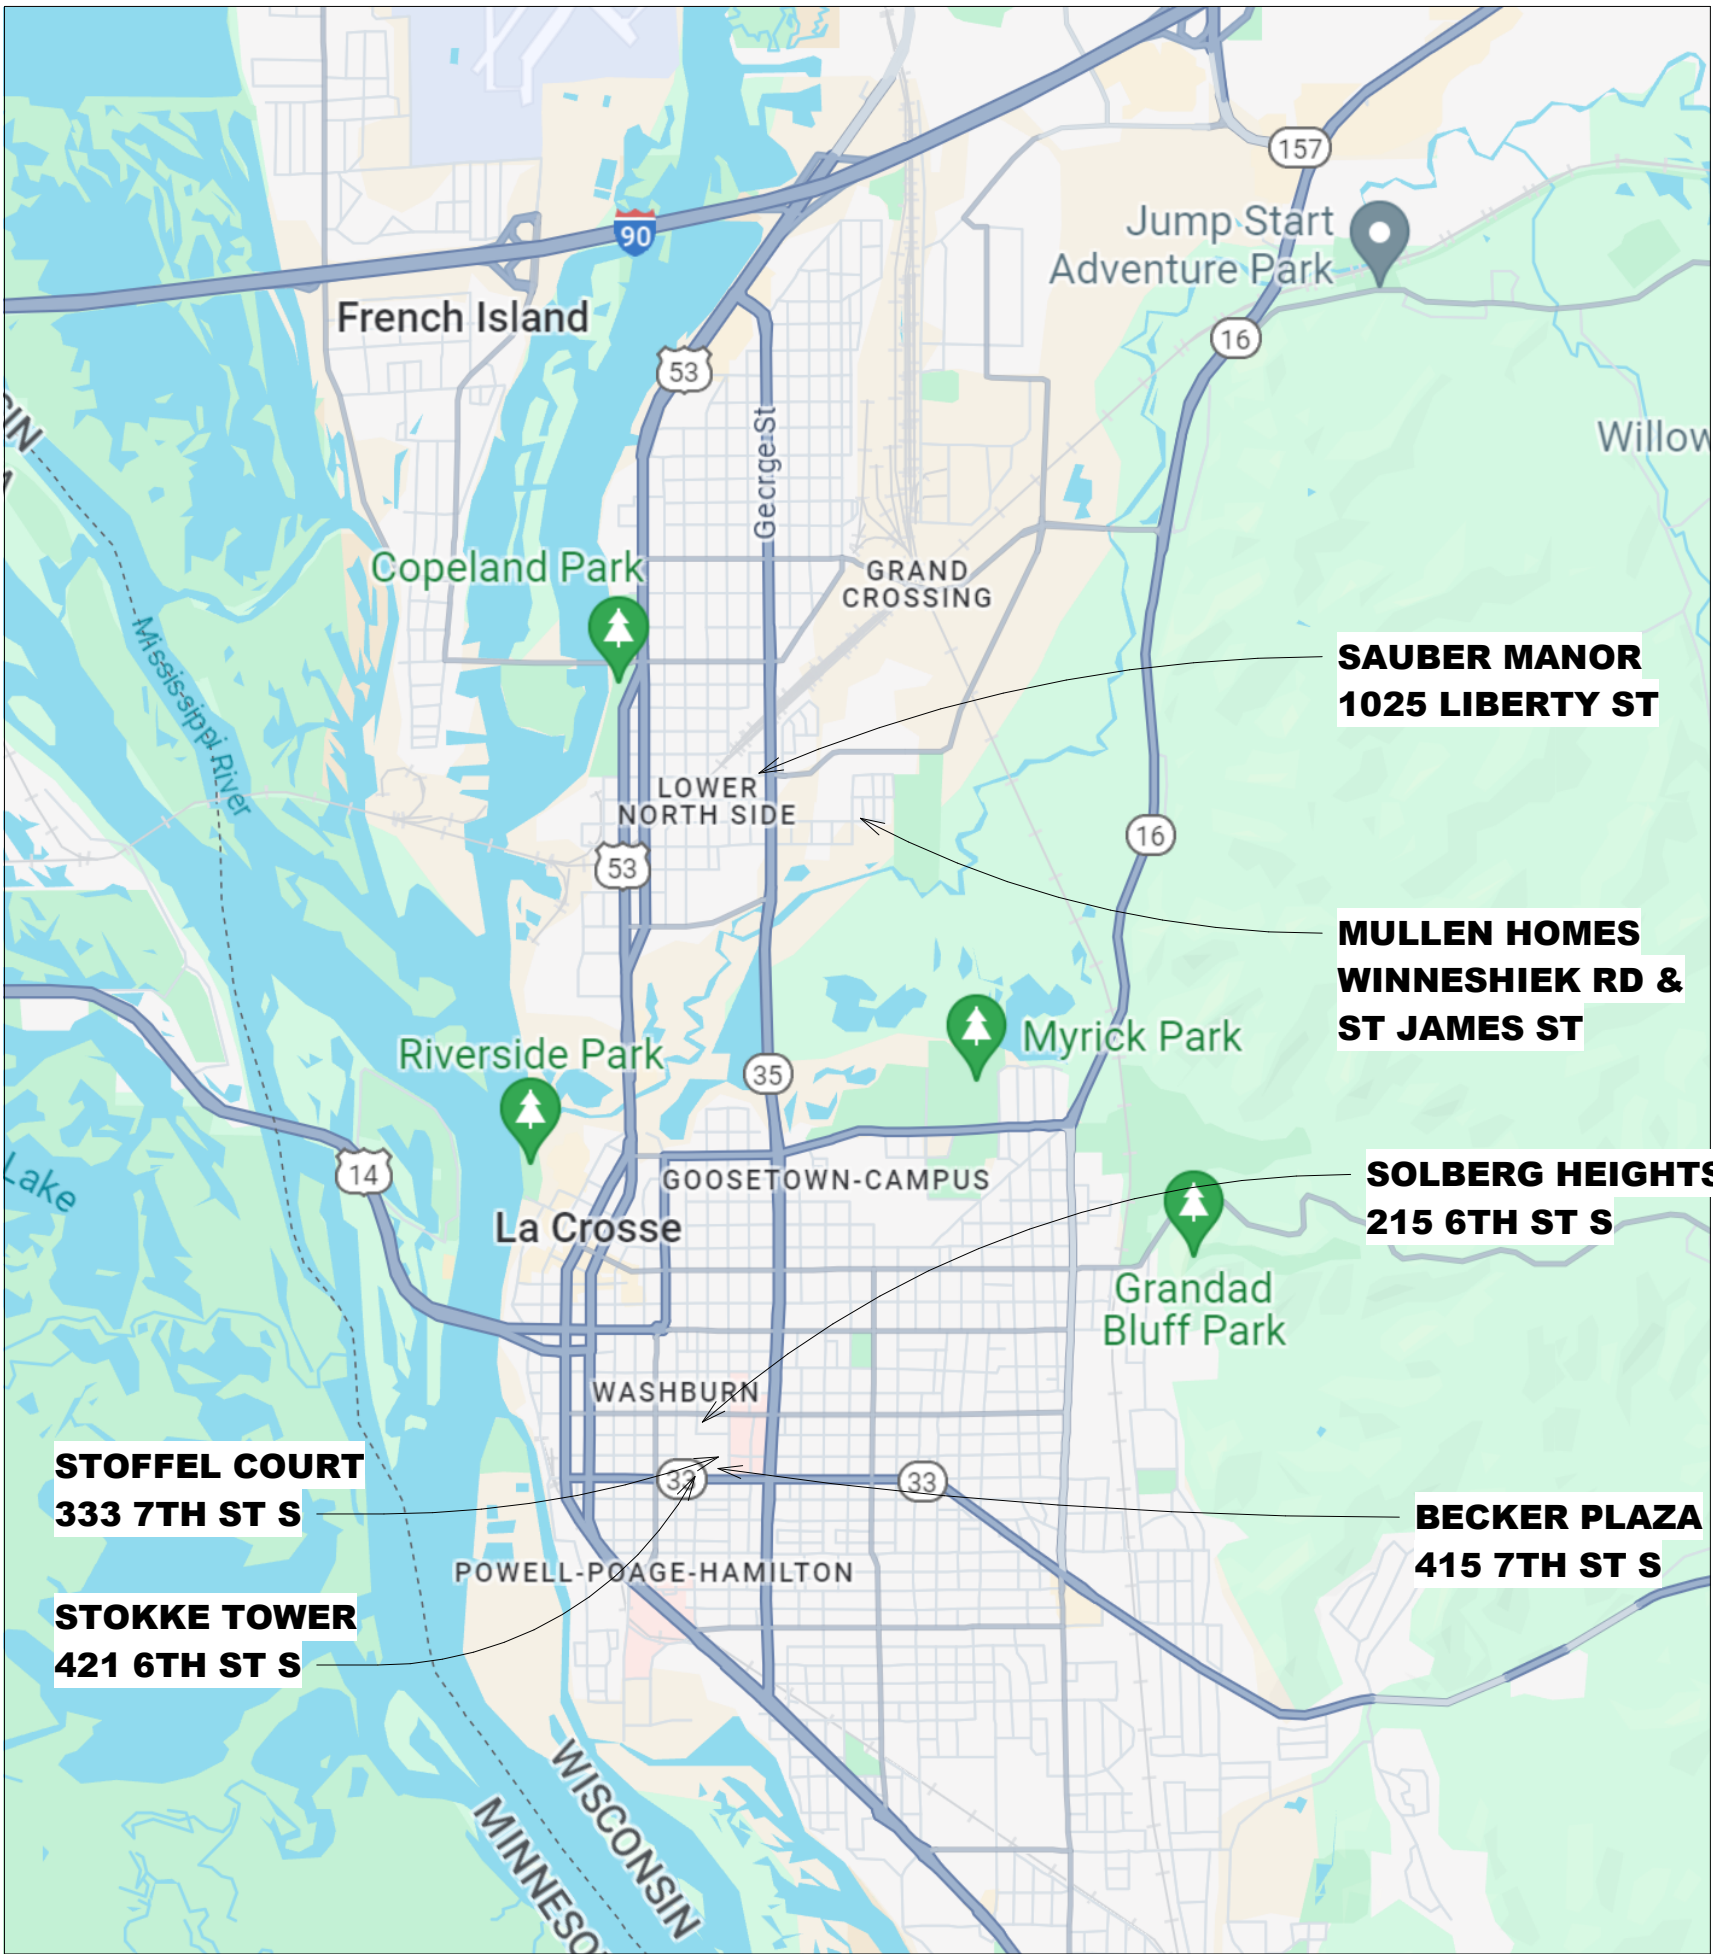 157
Jump Start
Adventure Park
90
French Island
16
53
George St
Willow
Copeland Park
GRAND
CROSSING
Mississippi River
SAUBER MANOR
1025 LIBERTY ST
LOWER
NORTH SIDE
16
53
MULLEN HOMES
WINNESHIEK RD &
ST JAMES ST
Myrick Park
Riverside Park
35
14
Lake
GOOSETOWN-CAMPUS
SOLBERG HEIGHTS
215 6TH ST S
La Crosse
Grandad
Bluff Park
WASHBURN
STOFFEL COURT
333 7TH ST S
33
33
BECKER PLAZA
415 7TH ST S
POWELL-POAGE-HAMILTON
STOKKE TOWER
421 6TH ST S
WISCONSIN
MINNESO